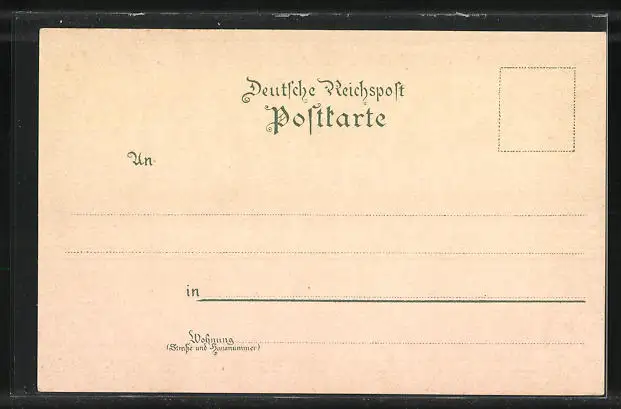 Deutsche Reichspost
Postkarte
An
in
Wohnung
(Straße und Hausnummer)